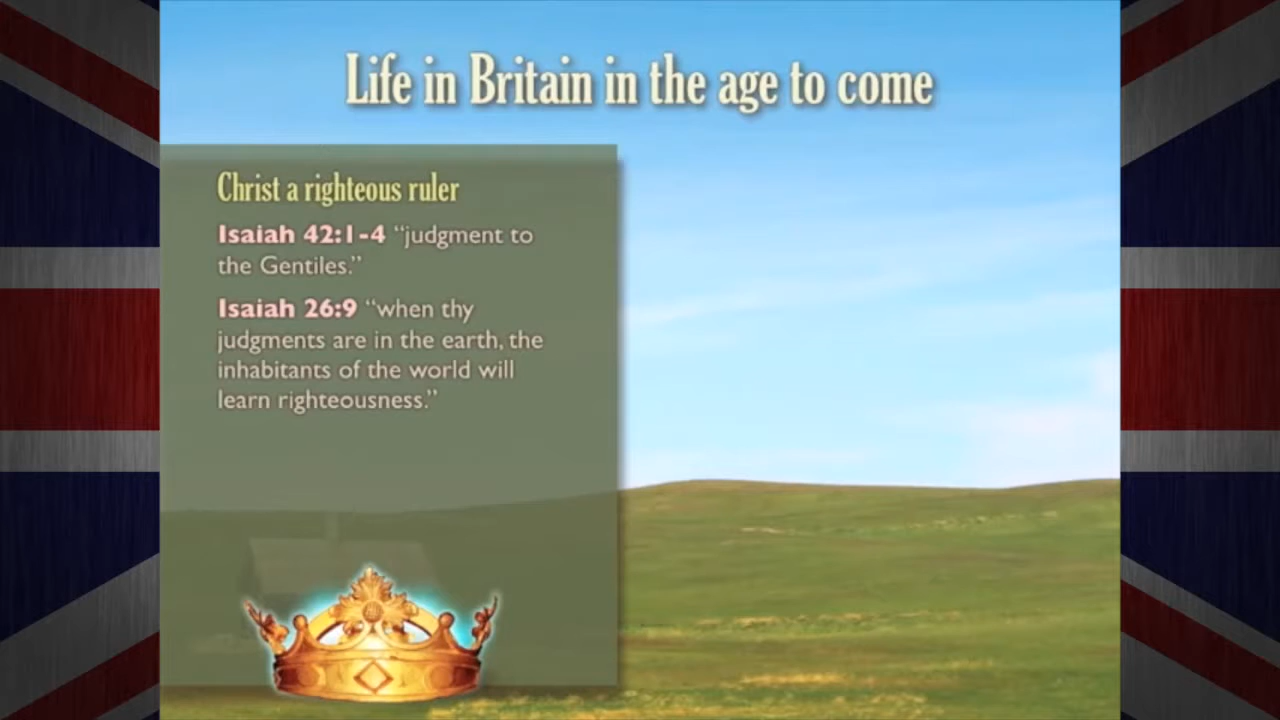 Life in Britain in the age to come
Christ a righteous ruler
Isaiah 42:1-4 “judgment to
the Gentiles.”
Isaiah 26:9 “when thy
judgments are in the earth, the
inhabitants of the world will
learn righteousness.”